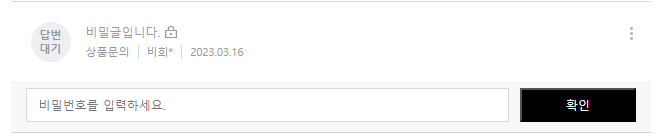 답변
대기
비밀글입니다.
상품문의 비회* 2023.03.16
비밀번호를 입력하세요.
확인